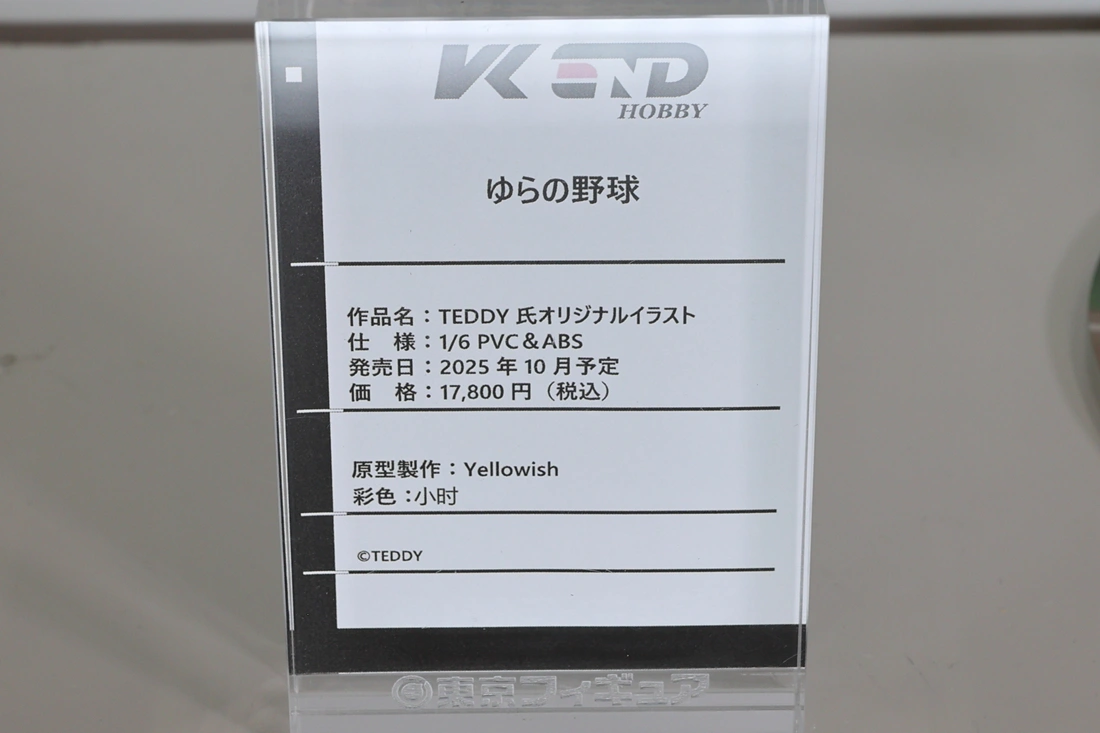 VKEND
HOBBY
ゆらの野球
作品名：TEDDY 氏オリジナルイラスト
仕　様：1/6 PVC＆ABS
発売日：2025 年 10 月予定
価　格：17,800 円（税込）
原型製作：Yellowish
彩色：小时
©TEDDY
東京フィギュア